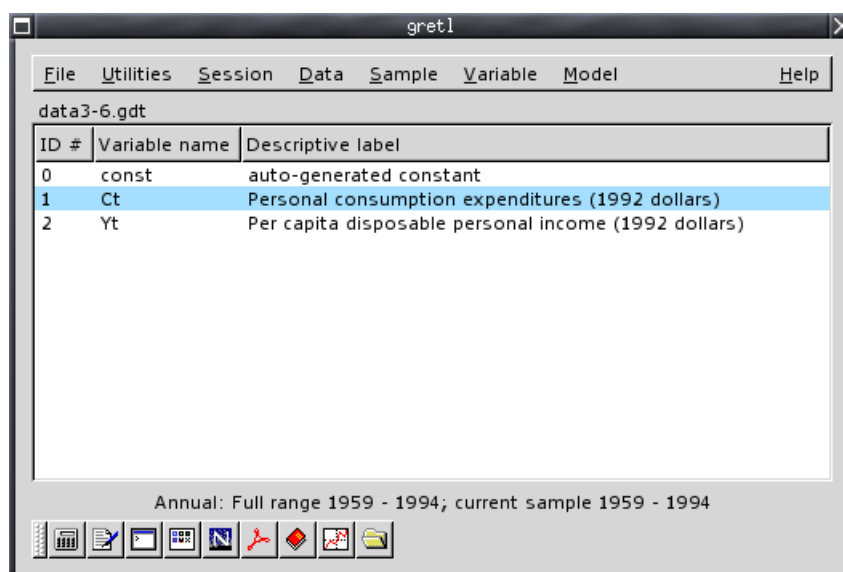 gretl
File Utilities Session Data Sample Variable Model Help
data3-6.gdt
ID # Variable name Descriptive label
0 const auto-generated constant
1 Ct Personal consumption expenditures (1992 dollars)
2 Yt Per capita disposable personal income (1992 dollars)
Annual: Full range 1959 - 1994; current sample 1959 - 1994
N